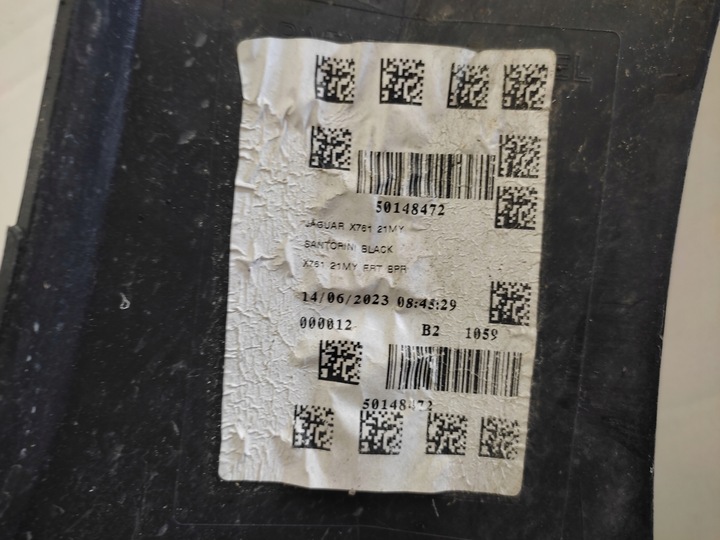 50148472
JAGUAR X761 21MY
SANTORINI BLACK
X761 21MY FRT BPR
14/06/2023 08:45:29
000012 B2 1059
50148472